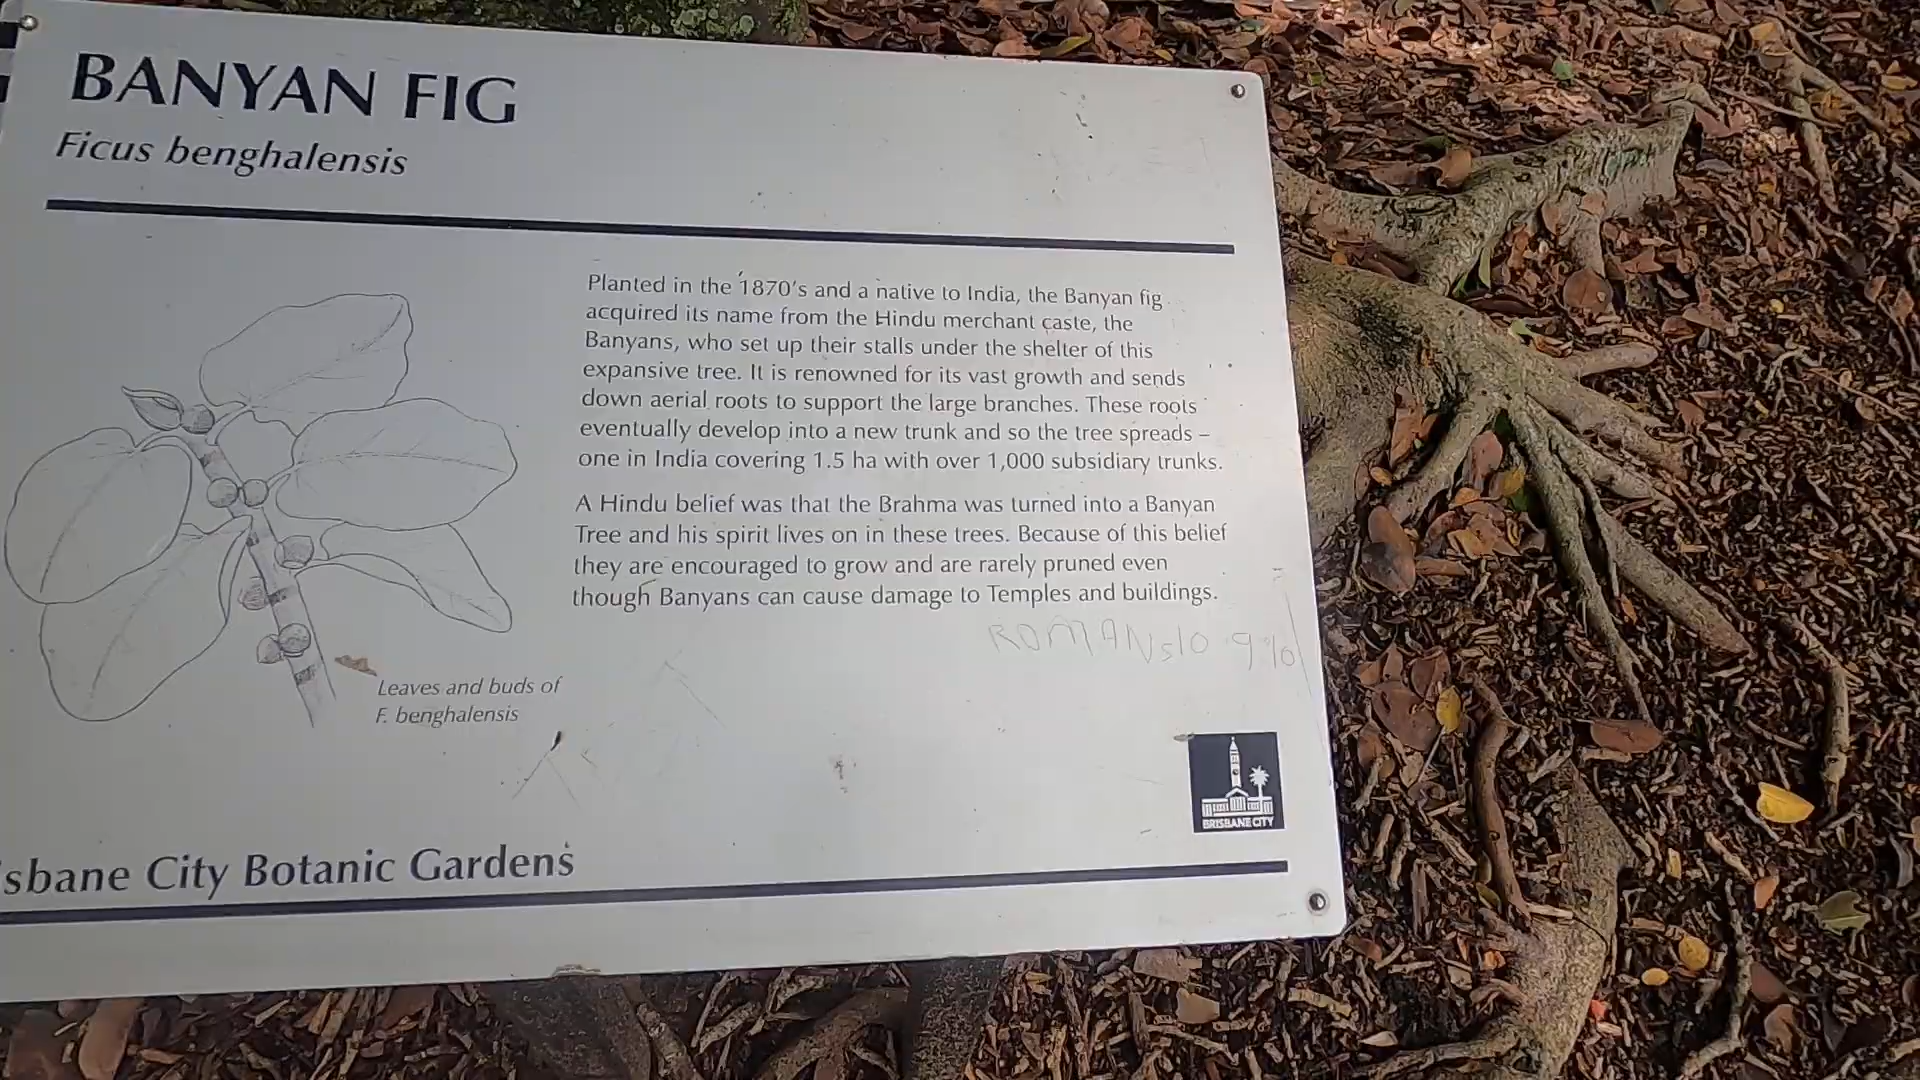 BANYAN FIG
Ficus benghalensis
Planted in the 1870's and a native to India, the Banyan fig
acquired its name from the Hindu merchant caste, the
Banyans, who set up their stalls under the shelter of this
expansive tree. It is renowned for its vast growth and sends
down aerial roots to support the large branches. These roots
eventually develop into a new trunk and so the tree spreads –
one in India covering 1.5 ha with over 1,000 subsidiary trunks.
A Hindu belief was that the Brahma was turned into a Banyan
Tree and his spirit lives on in these trees. Because of this belief
they are encouraged to grow and are rarely pruned even
though Banyans can cause damage to Temples and buildings.
Leaves and buds of
F. benghalensis
BRISBANE CITY
sbane City Botanic Gardens